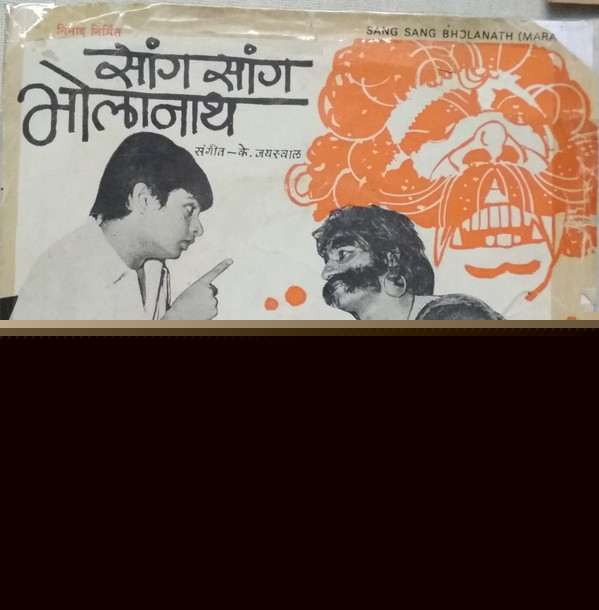 निनाद निर्मित
SANG SANG BHOLANATH (MARA
सांग सांग
भोलानाथ
संगीत - के. जयस्वाल